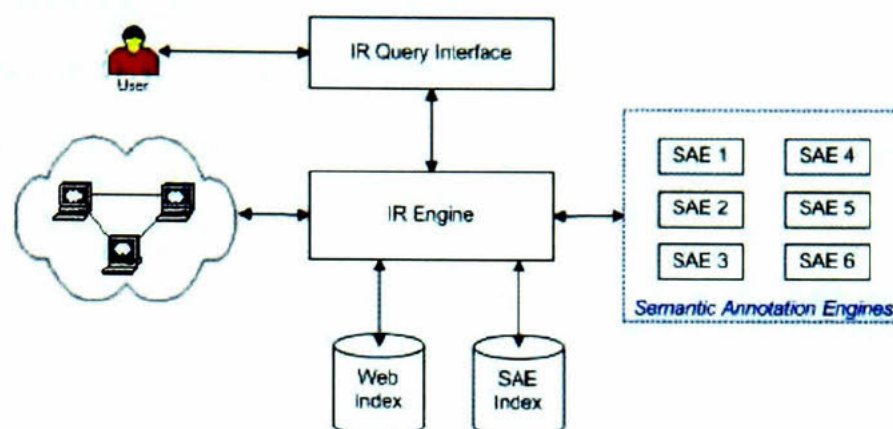 IR Query Interface
User
SAE 1
SAE 4
IR Engine
SAE 2
SAE 5
SAE 3
SAE 6
Semantic Annotation Engines
Web
Index
SAE
Index